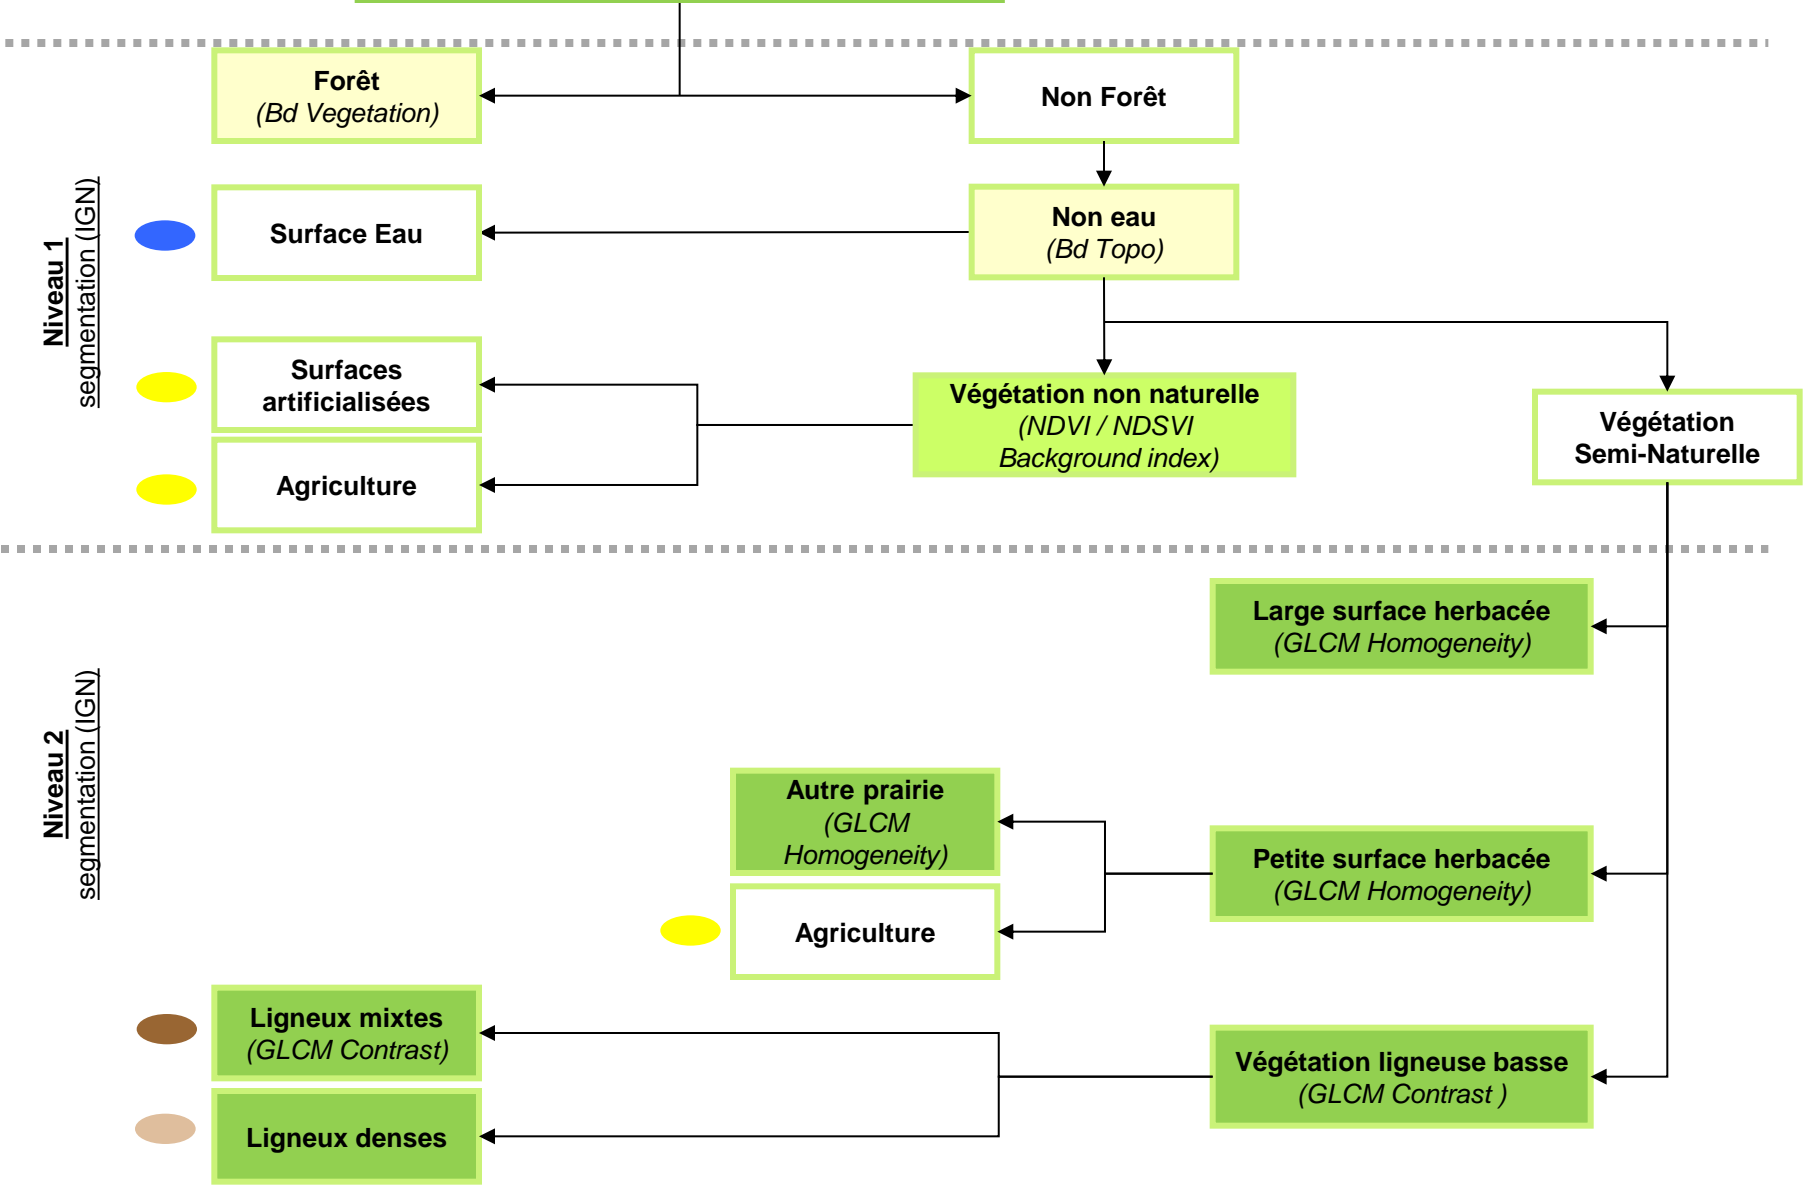 Forêt
(Bd Vegetation)
Non Forêt
Niveau 1
segmentation (IGN)
Surface Eau
Non eau
(Bd Topo)
Surfaces
artificialisées
Végétation non naturelle
(NDVI / NDSVI
Background index)
Végétation
Semi-Naturelle
Agriculture
Niveau 2
segmentation (IGN)
Large surface herbacée
(GLCM Homogeneity)
Autre prairie
(GLCM
Homogeneity)
Petite surface herbacée
(GLCM Homogeneity)
Agriculture
Ligneux mixtes
(GLCM Contrast)
Végétation ligneuse basse
(GLCM Contrast )
Ligneux denses